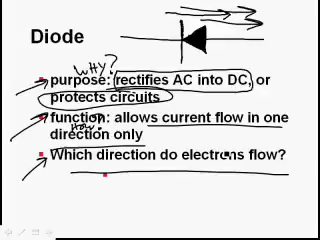 Diode
WHY?
purpose: rectifies AC into DC, or
protects circuits
function: allows current flow in one
How?
direction only
Which direction do electrons flow?